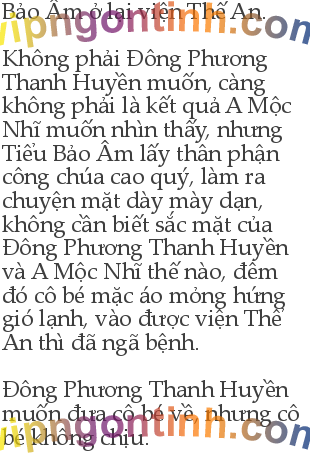 Bảo Âm ở lại viện Thế An.
vipngontinh.com
Không phải Đông Phương
Thanh Huyền muốn, càng
không phải là kết quả A Mộc
Nhĩ muốn nhìn thấy, nhưng
Tiểu Bảo Âm lấy thân phận
công chúa cao quý, làm ra
chuyện mặt dày mày dạn,
không cần biết sắc mặt của
Đông Phương Thanh Huyền
và A Mộc Nhĩ thế nào, đêm
đó cô bé mặc áo mỏng hứng
gió lạnh, vào được viện Thế
An thì đã ngã bệnh.
Đông Phương Thanh Huyền
muốn đưa cô bé về, nhưng cô
vipngontinh.com
bé không chịu.